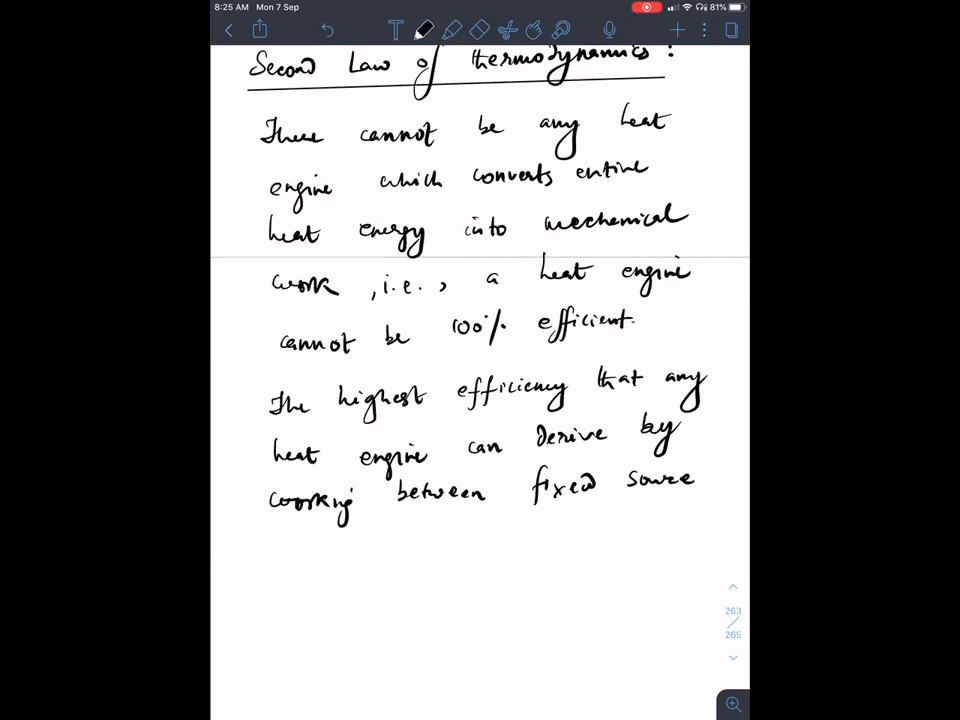 8:25 AM Mon 7 Sep 81%
T
Second Law of thermodynamics :
There cannot be any heat
engine which converts entire
heat energy into mechanical
work , i.e. , a heat engine
cannot be 100% efficient.
The highest efficiency that any
heat engine can derive by
working between fixed source
263
/
265